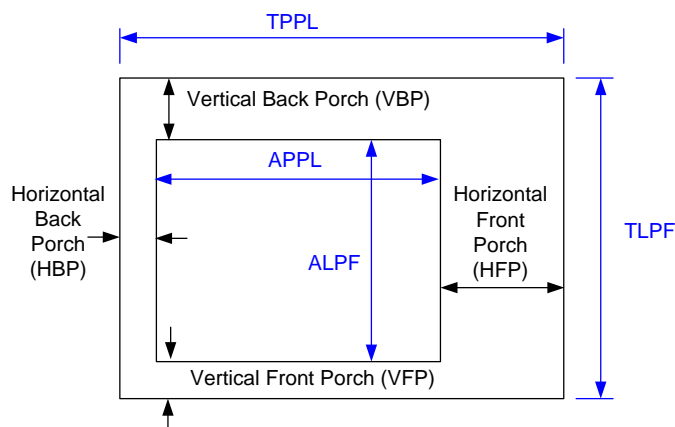 TPPL
Vertical Back Porch (VBP)
APPL
Horizontal
Back
Porch
(HBP)
ALPF
Horizontal
Front
Porch
(HFP)
TLPF
Vertical Front Porch (VFP)